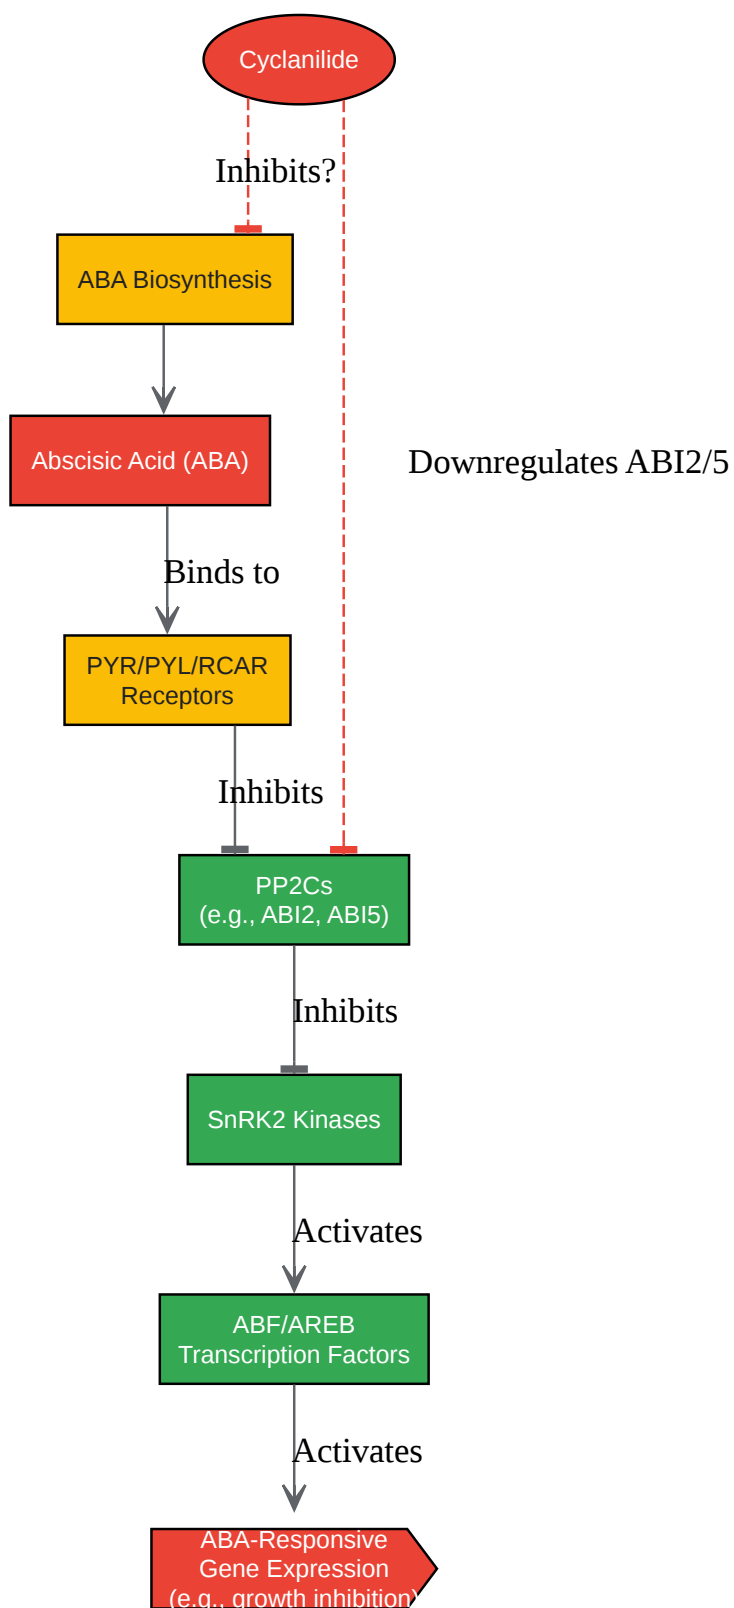 Cyclanilide
Inhibits?
ABA Biosynthesis
Abscisic Acid (ABA)
Downregulates ABI2/5
Binds to
PYR/PYL/RCAR
Receptors
Inhibits
PP2Cs
(e.g., ABI2, ABI5)
Inhibits
SnRK2 Kinases
Activates
ABF/AREB
Transcription Factors
Activates
ABA-Responsive
Gene Expression
(e.g., growth inhibition)